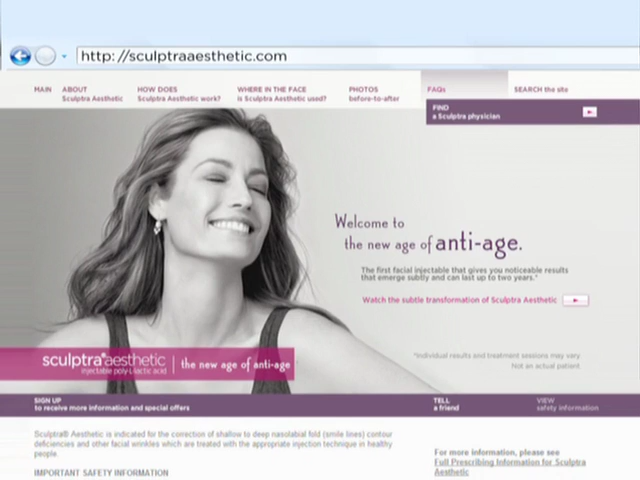 http://sculptraaesthetic.com
MAIN
ABOUT
Sculptra Aesthetic
HOW DOES
Sculptra Aesthetic work?
WHERE IN THE FACE
is Sculptra Aesthetic used?
PHOTOS
before-to-after
FAQs
SEARCH the site
FIND
a Sculptra physician
Welcome to
the new age of anti-age.
The first facial injectable that gives you noticeable results
that emerge subtly and can last up to two years.*
Watch the subtle transformation of Sculptra Aesthetic
sculptra® aesthetic
injectable poly-L-lactic acid
the new age of anti-age
*Individual results and treatment sessions may vary
Not an actual patient.
SIGN UP
to receive more information and special offers
TELL
a friend
VIEW
safety information
Sculptra® Aesthetic is indicated for the correction of shallow to deep nasolabial fold (smile lines) contour
deficiencies and other facial wrinkles which are treated with the appropriate injection technique in healthy
people.
IMPORTANT SAFETY INFORMATION
For more information, please see
Full Prescribing Information for Sculptra
Aesthetic